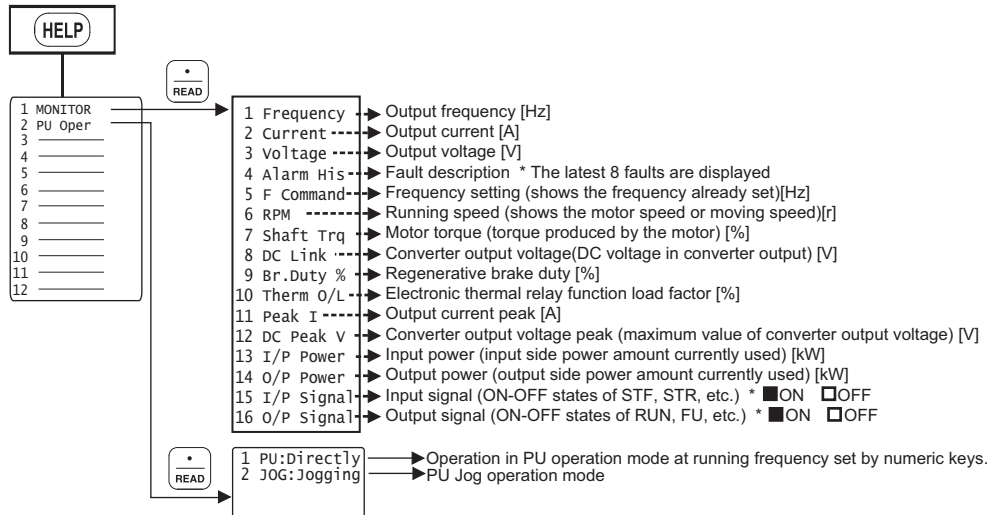 HELP
• READ
1 MONITOR
2 PU Oper
3
4
5
6
7
8
9
10
11
12
1 Frequency Output frequency [Hz]
2 Current Output current [A]
3 Voltage Output voltage [V]
4 Alarm His Fault description * The latest 8 faults are displayed
5 F Command Frequency setting (shows the frequency already set)[Hz]
6 RPM Running speed (shows the motor speed or moving speed)[r]
7 Shaft Trq Motor torque (torque produced by the motor) [%]
8 DC Link Converter output voltage(DC voltage in converter output) [V]
9 Br.Duty % Regenerative brake duty [%]
10 Therm O/L Electronic thermal relay function load factor [%]
11 Peak I Output current peak [A]
12 DC Peak V Converter output voltage peak (maximum value of converter output voltage) [V]
13 I/P Power Input power (input side power amount currently used) [kW]
14 O/P Power Output power (output side power amount currently used) [kW]
15 I/P Signal Input signal (ON-OFF states of STF, STR, etc.) * ■ON □OFF
16 O/P Signal Output signal (ON-OFF states of RUN, FU, etc.) * ■ON □OFF
• READ
1 PU:Directly Operation in PU operation mode at running frequency set by numeric keys.
2 JOG:Jogging PU Jog operation mode